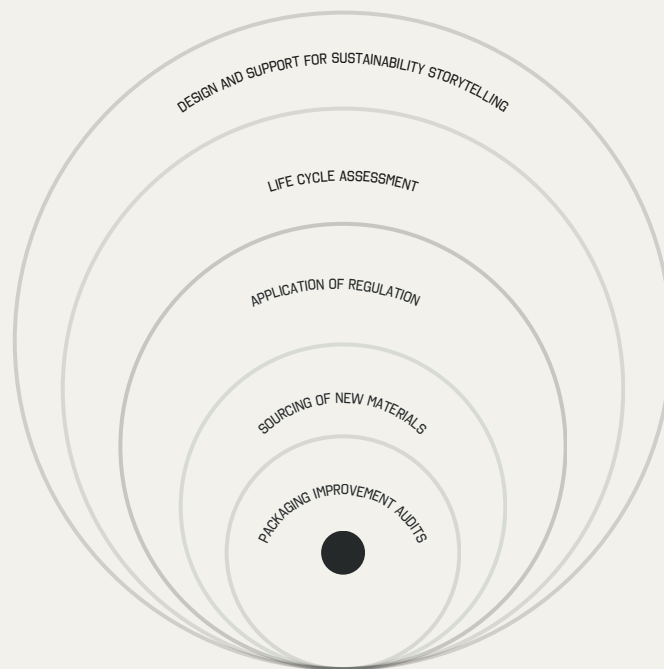 DESIGN AND SUPPORT FOR SUSTAINABILITY STORYTELLING
LIFE CYCLE ASSESSMENT
APPLICATION OF REGULATION
SOURCING OF NEW MATERIALS
PACKAGING IMPROVEMENT AUDITS